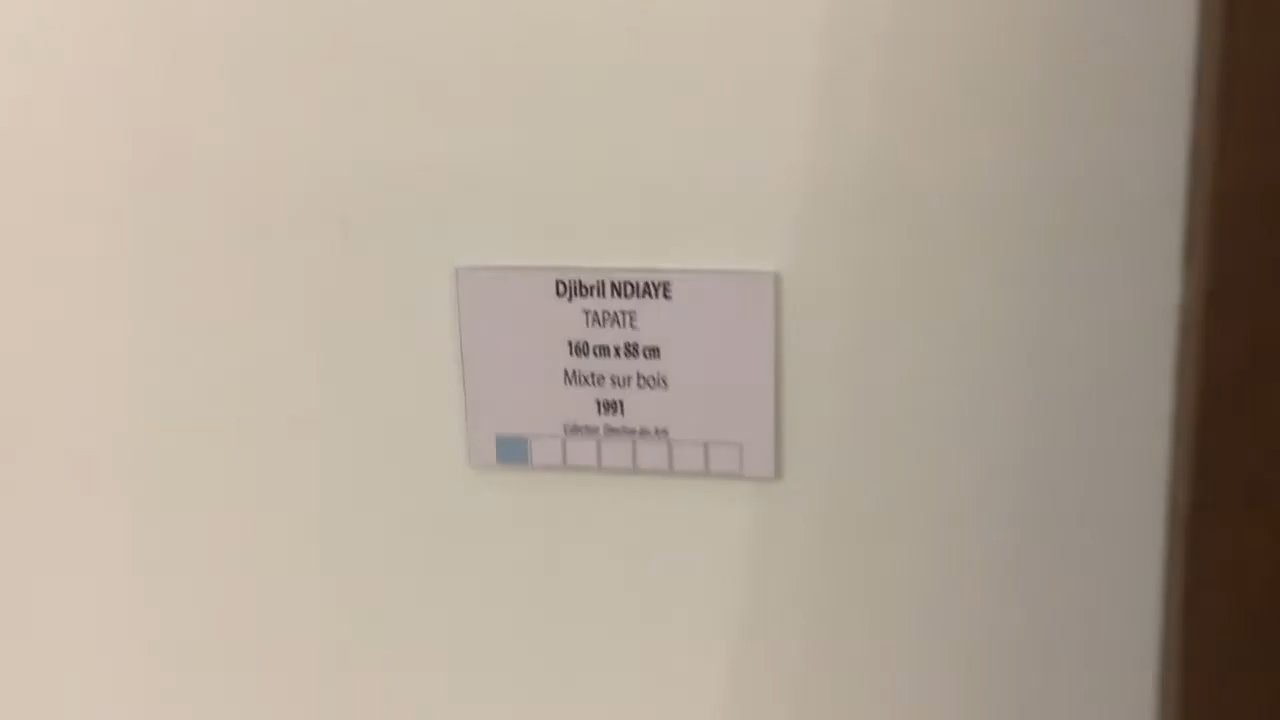 Djibril NDIAYE
TAPATE
160 cm x 88 cm
Mixte sur bois
1991